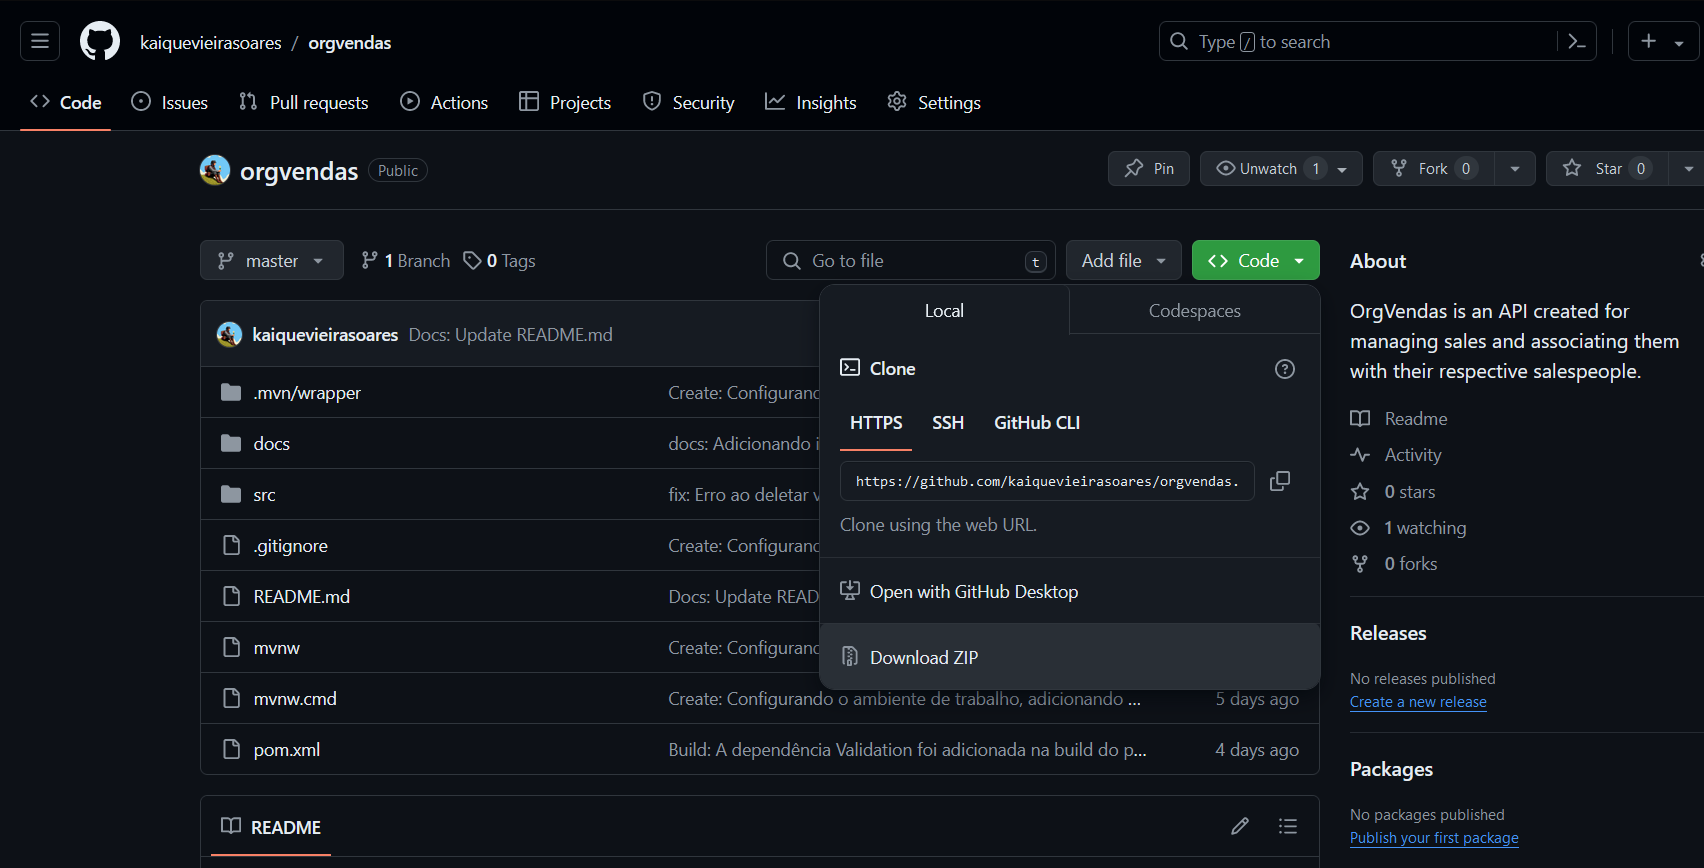 kaiquevieirasoares / orgvendas
Type / to search
Code
Issues
Pull requests
Actions
Projects
Security
Insights
Settings
orgvendas Public
Pin
Unwatch 1
Fork 0
Star 0
master
1 Branch
0 Tags
Go to file t
Add file
Code
kaiquevieirasoares Docs: Update README.md
.mvn/wrapper Create: Configurando
docs docs: Adicionando i
src fix: Erro ao deletar v
.gitignore Create: Configurando
README.md Docs: Update READ
mvnw Create: Configurando
mvnw.cmd Create: Configurando o ambiente de trabalho, adicionando ... 5 days ago
pom.xml Build: A dependência Validation foi adicionada na build do p... 4 days ago
README
Local
Codespaces
Clone
HTTPS SSH GitHub CLI
https://github.com/kaiquevieirasoares/orgvendas.
Clone using the web URL.
Open with GitHub Desktop
Download ZIP
About
OrgVendas is an API created for
managing sales and associating them
with their respective salespeople.
Readme
Activity
0 stars
1 watching
0 forks
Releases
No releases published
Create a new release
Packages
No packages published
Publish your first package